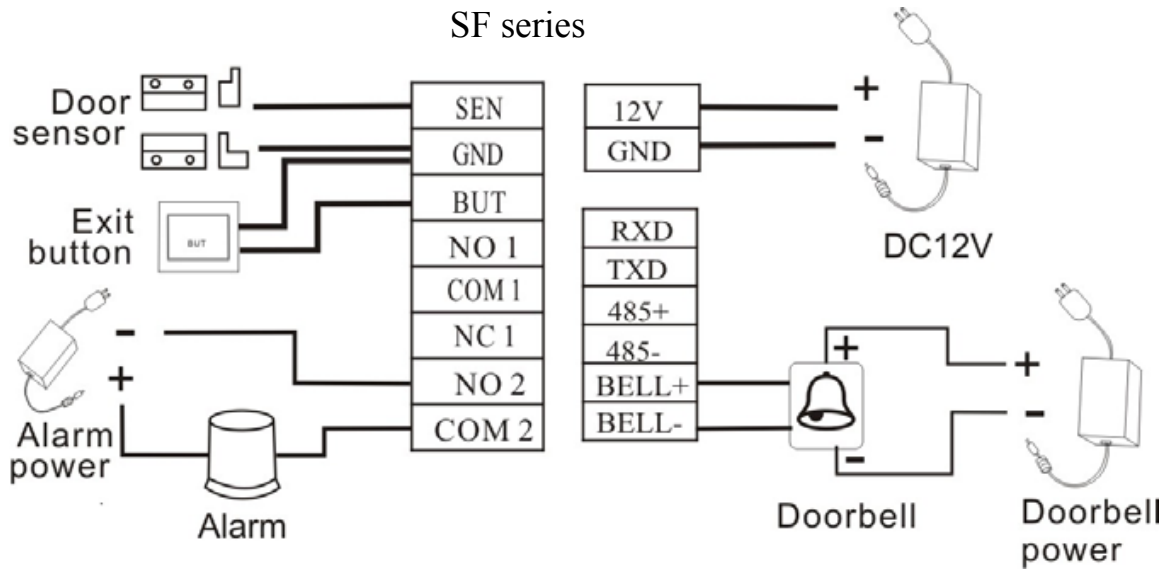 SF series
Door
sensor
Exit
button
BUT
Alarm
power
Alarm
SEN
GND
BUT
NO 1
COM 1
NC 1
NO 2
COM 2
-
+
12V
GND
+
-
DC12V
RXD
TXD
485+
485-
BELL+
BELL-
+
-
Doorbell
+
-
Doorbell
power